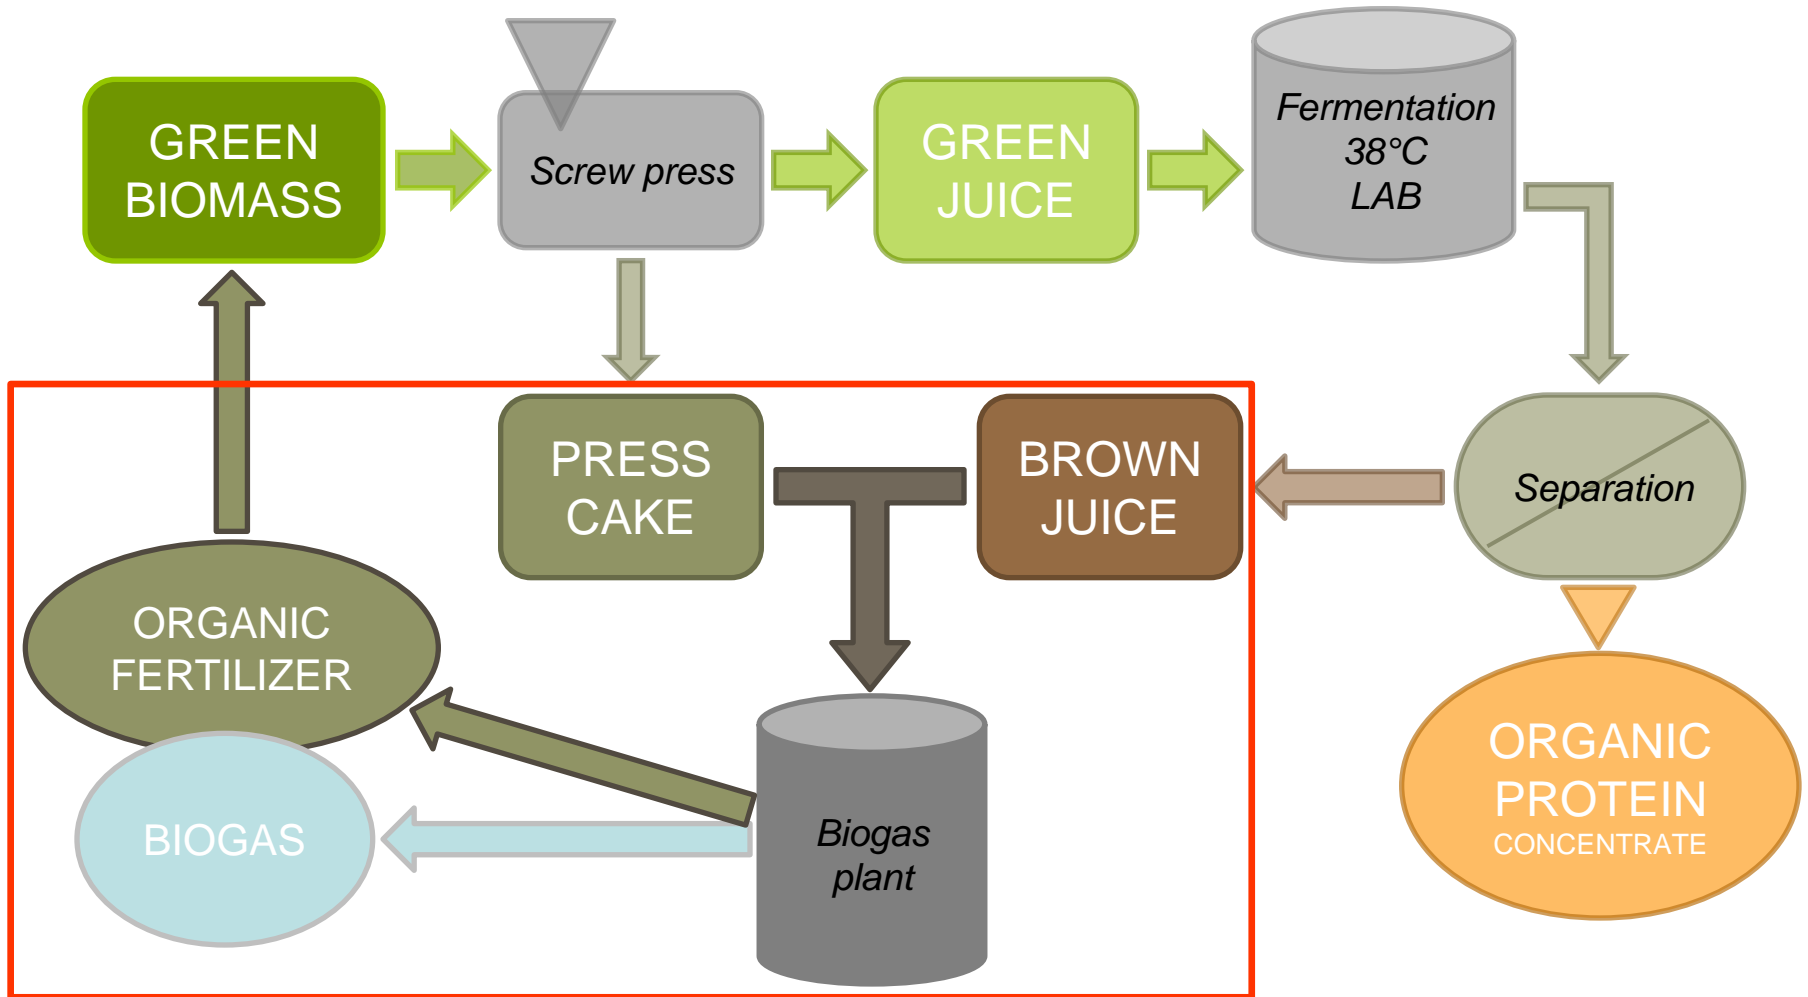 GREEN
BIOMASS
Screw press
GREEN
JUICE
Fermentation
38°C
LAB
PRESS
CAKE
BROWN
JUICE
Separation
ORGANIC
FERTILIZER
BIOGAS
Biogas
plant
ORGANIC
PROTEIN
CONCENTRATE